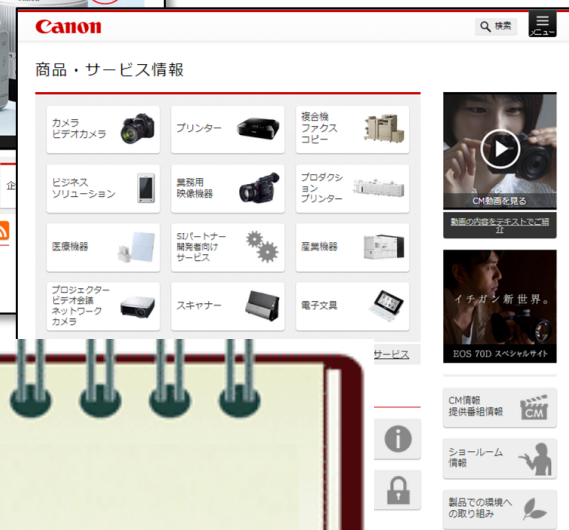 Canon
検索
メニュー
商品・サービス情報
カメラ
ビデオカメラ
プリンター
複合機
ファクス
コピー
ビジネス
ソリューション
業務用
映像機器
プロダクシ
ョン
プリンター
医療機器
SIパートナー
開発者向け
サービス
産業機器
プロジェクター
ビデオ会議
ネットワーク
カメラ
スキャナー
電子文具
CM動画を見る
動画の内容をテキストでご紹
介
イチガン新世界。
EOS 70D スペシャルサイト
サービス
CM情報
提供番組情報
CM
ショールーム
情報
製品での環境へ
の取り組み
企